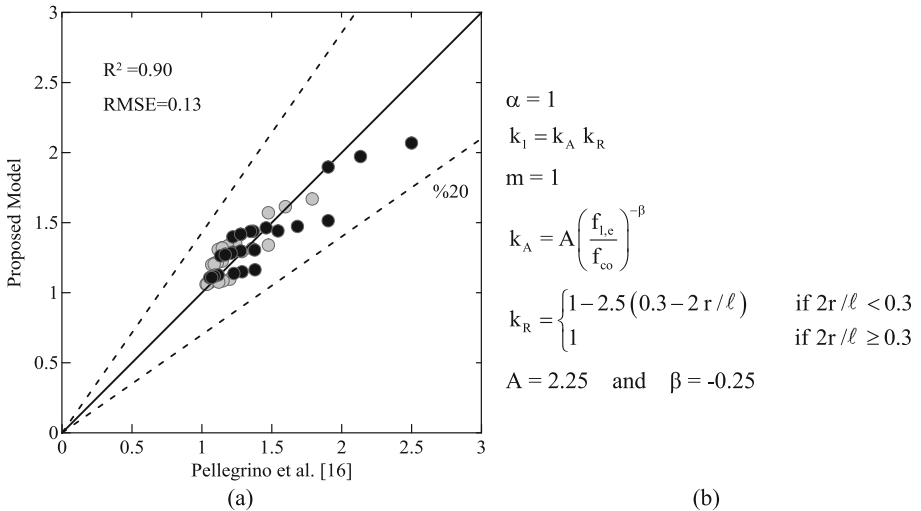 3
2.5
2
1.5
1
0.5
0
R² =0.90
RMSE=0.13
%20
Proposed Model
0 0.5 1 1.5 2 2.5 3
Pellegrino et al. [16]
(a)
α = 1
k₁ = k_A k_R
m = 1
k_A = A(f_{l,e}/f_{co})^{-β}
k_R = {1−2.5(0.3−2 r/ℓ) if 2r/ℓ < 0.3
1 if 2r/ℓ ≥ 0.3
A = 2.25 and β = -0.25
(b)